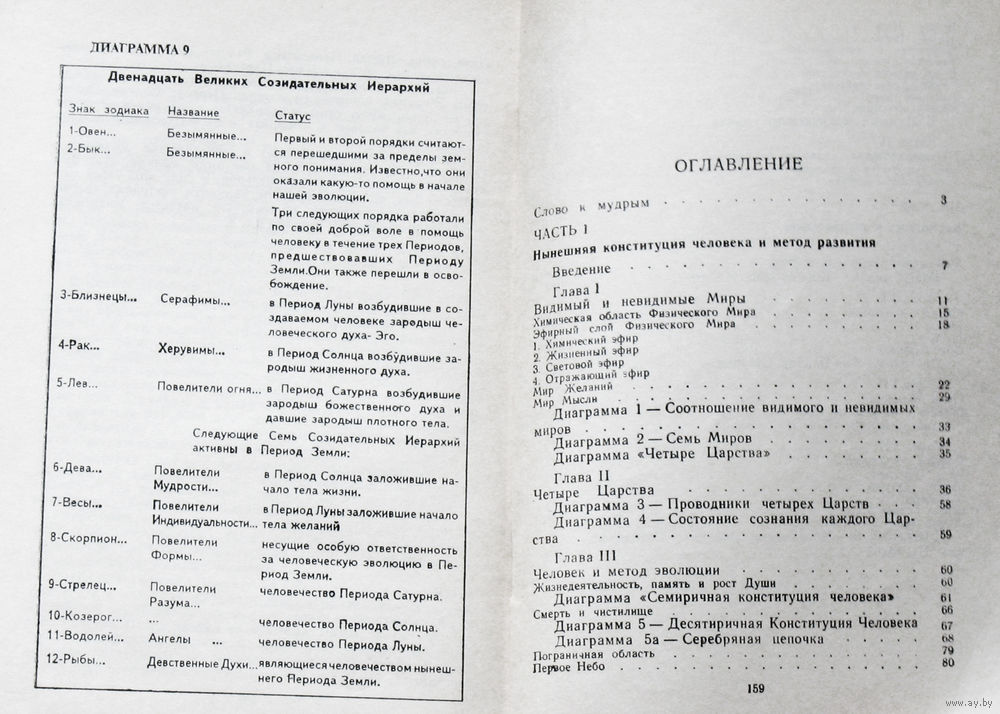 ДИАГРАММА 9
Двенадцать Великих Созидательных Иерархий
Знак зодиака Название Статус
1-Овен... Безымянные... Первый и второй порядки считают-
2-Бык... Безымянные... ся перешедшими за пределы зем-
ного понимания. Известно,что они
оказали какую-то помощь в начале
нашей эволюции.
Три следующих порядка работали
по своей доброй воле в помощь
человеку в течение трех Периодов,
предшествовавших Периоду
Земли.Они также перешли в осво-
бождение.
3-Близнецы... Серафимы... в Период Луны возбудившие в со-
здаваемом человеке зародыш че-
ловеческого духа- Эго.
4-Рак... Херувимы... в Период Солнца возбудившие за-
родыш жизненного духа.
5-Лев... Повелители огня... в Период Сатурна возбудившие
зародыш божественного духа и
давшие зародыш плотного тела.
Следующие Семь Созидательных Иерархий
активны в Период Земли:
6-Дева... Повелители в Период Солнца заложившие на-
Мудрости... чало тела жизни.
7-Весы... Повелители в Период Луны заложившие начало
Индивидуальности... тела желаний
8-Скорпион... Повелители несущие особую ответственность
Формы... за человеческую эволюцию в Пе-
риод Земли.
9-Стрелец... Повелители человечество Периода Сатурна.
Разума...
10-Козерог... ... человечество Периода Солнца.
11-Водолей... Ангелы ... человечество Периода Луны.
12-Рыбы... Девственные Духи... являющиеся человечеством нынеш-
него Периода Земли.
ОГЛАВЛЕНИЕ
Слово к мудрым . . . . . . . . . . . . 3
ЧАСТЬ I
Нынешняя конституция человека и метод развития
Введение . . . . . . . . . . . . 7
Глава I
Видимый и невидимые Миры . . . . . . . . 11
Химическая область Физического Мира . . . . . . . . 15
Эфирный слой Физического Мира . . . . . . . . 18
1. Химический эфир
2. Жизненный эфир
3. Световой эфир
4. Отражающий эфир
Мир Желаний . . . . . . . . . . . . 22
Мир Мысли . . . . . . . . . . . . 29
Диаграмма 1 — Соотношение видимого и невидимых
миров . . . . . . . . . . . . 33
Диаграмма 2 — Семь Миров . . . . . . . . 34
Диаграмма «Четыре Царства» . . . . . . . . 35
Глава II
Четыре Царства . . . . . . . . . . . . 36
Диаграмма 3 — Проводники четырех Царств . . . 58
Диаграмма 4 — Состояние сознания каждого Цар-
ства . . . . . . . . . . . . 59
Глава III
Человек и метод эволюции . . . . . . . . 60
Жизнедеятельность, память и рост Души . . . . . . . . 60
Диаграмма «Семиричная конституция человека» 61
Смерть и чистилище . . . . . . . . . . . . 66
Диаграмма 5 — Десятиричная Конституция Человека 67
Диаграмма 5а — Серебряная цепочка . . . . . 68
Пограничная область . . . . . . . . . . . . 79
Первое Небо . . . . . . . . . . . . 80
159
www.ay.by